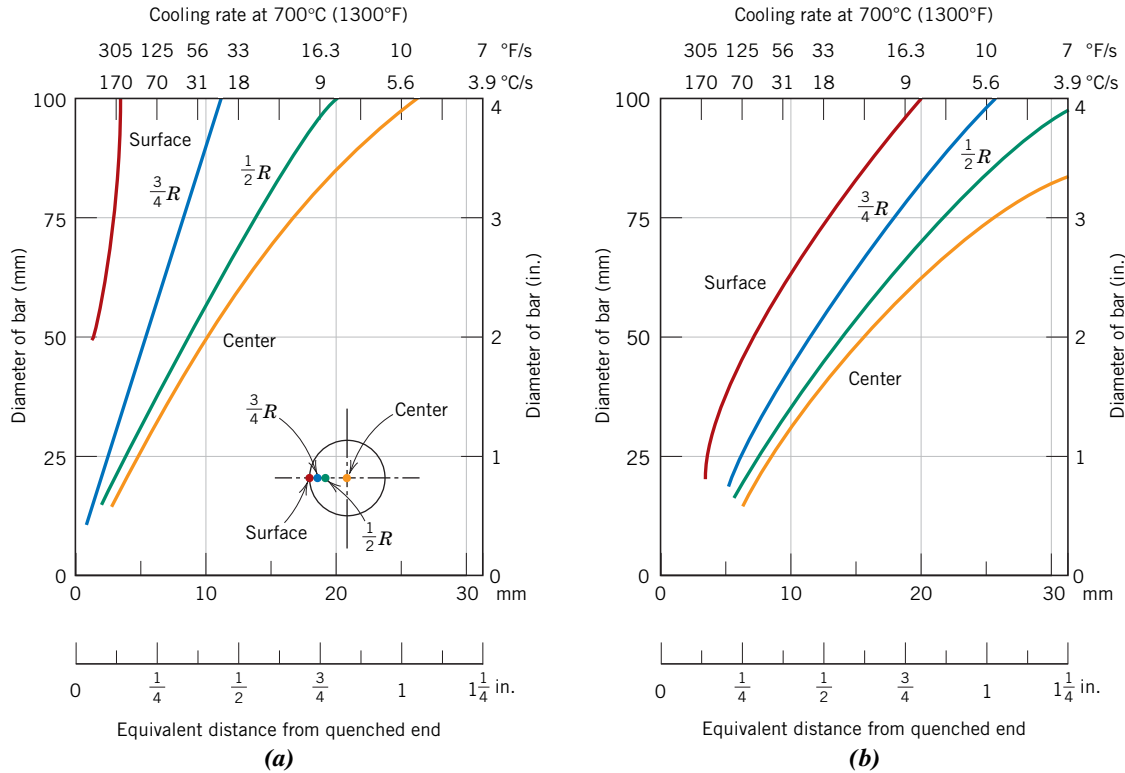 Cooling rate at 700°C (1300°F)
305 125 56 33 16.3 10 7 °F/s
170 70 31 18 9 5.6 3.9 °C/s
100 4
Surface
3/4 R
1/2 R
75 3
Diameter of bar (mm)
Diameter of bar (in.)
50 2
Center
3/4 R
Center
25 1
Surface
1/2 R
0 0
0 10 20 30 mm
0 1/4 1/2 3/4 1 1 1/4 in.
Equivalent distance from quenched end
(a)
Cooling rate at 700°C (1300°F)
305 125 56 33 16.3 10 7 °F/s
170 70 31 18 9 5.6 3.9 °C/s
100 4
1/2 R
3/4 R
75 3
Surface
Diameter of bar (mm)
Diameter of bar (in.)
50 2
Center
25 1
0 0
0 10 20 30 mm
0 1/4 1/2 3/4 1 1 1/4 in.
Equivalent distance from quenched end
(b)